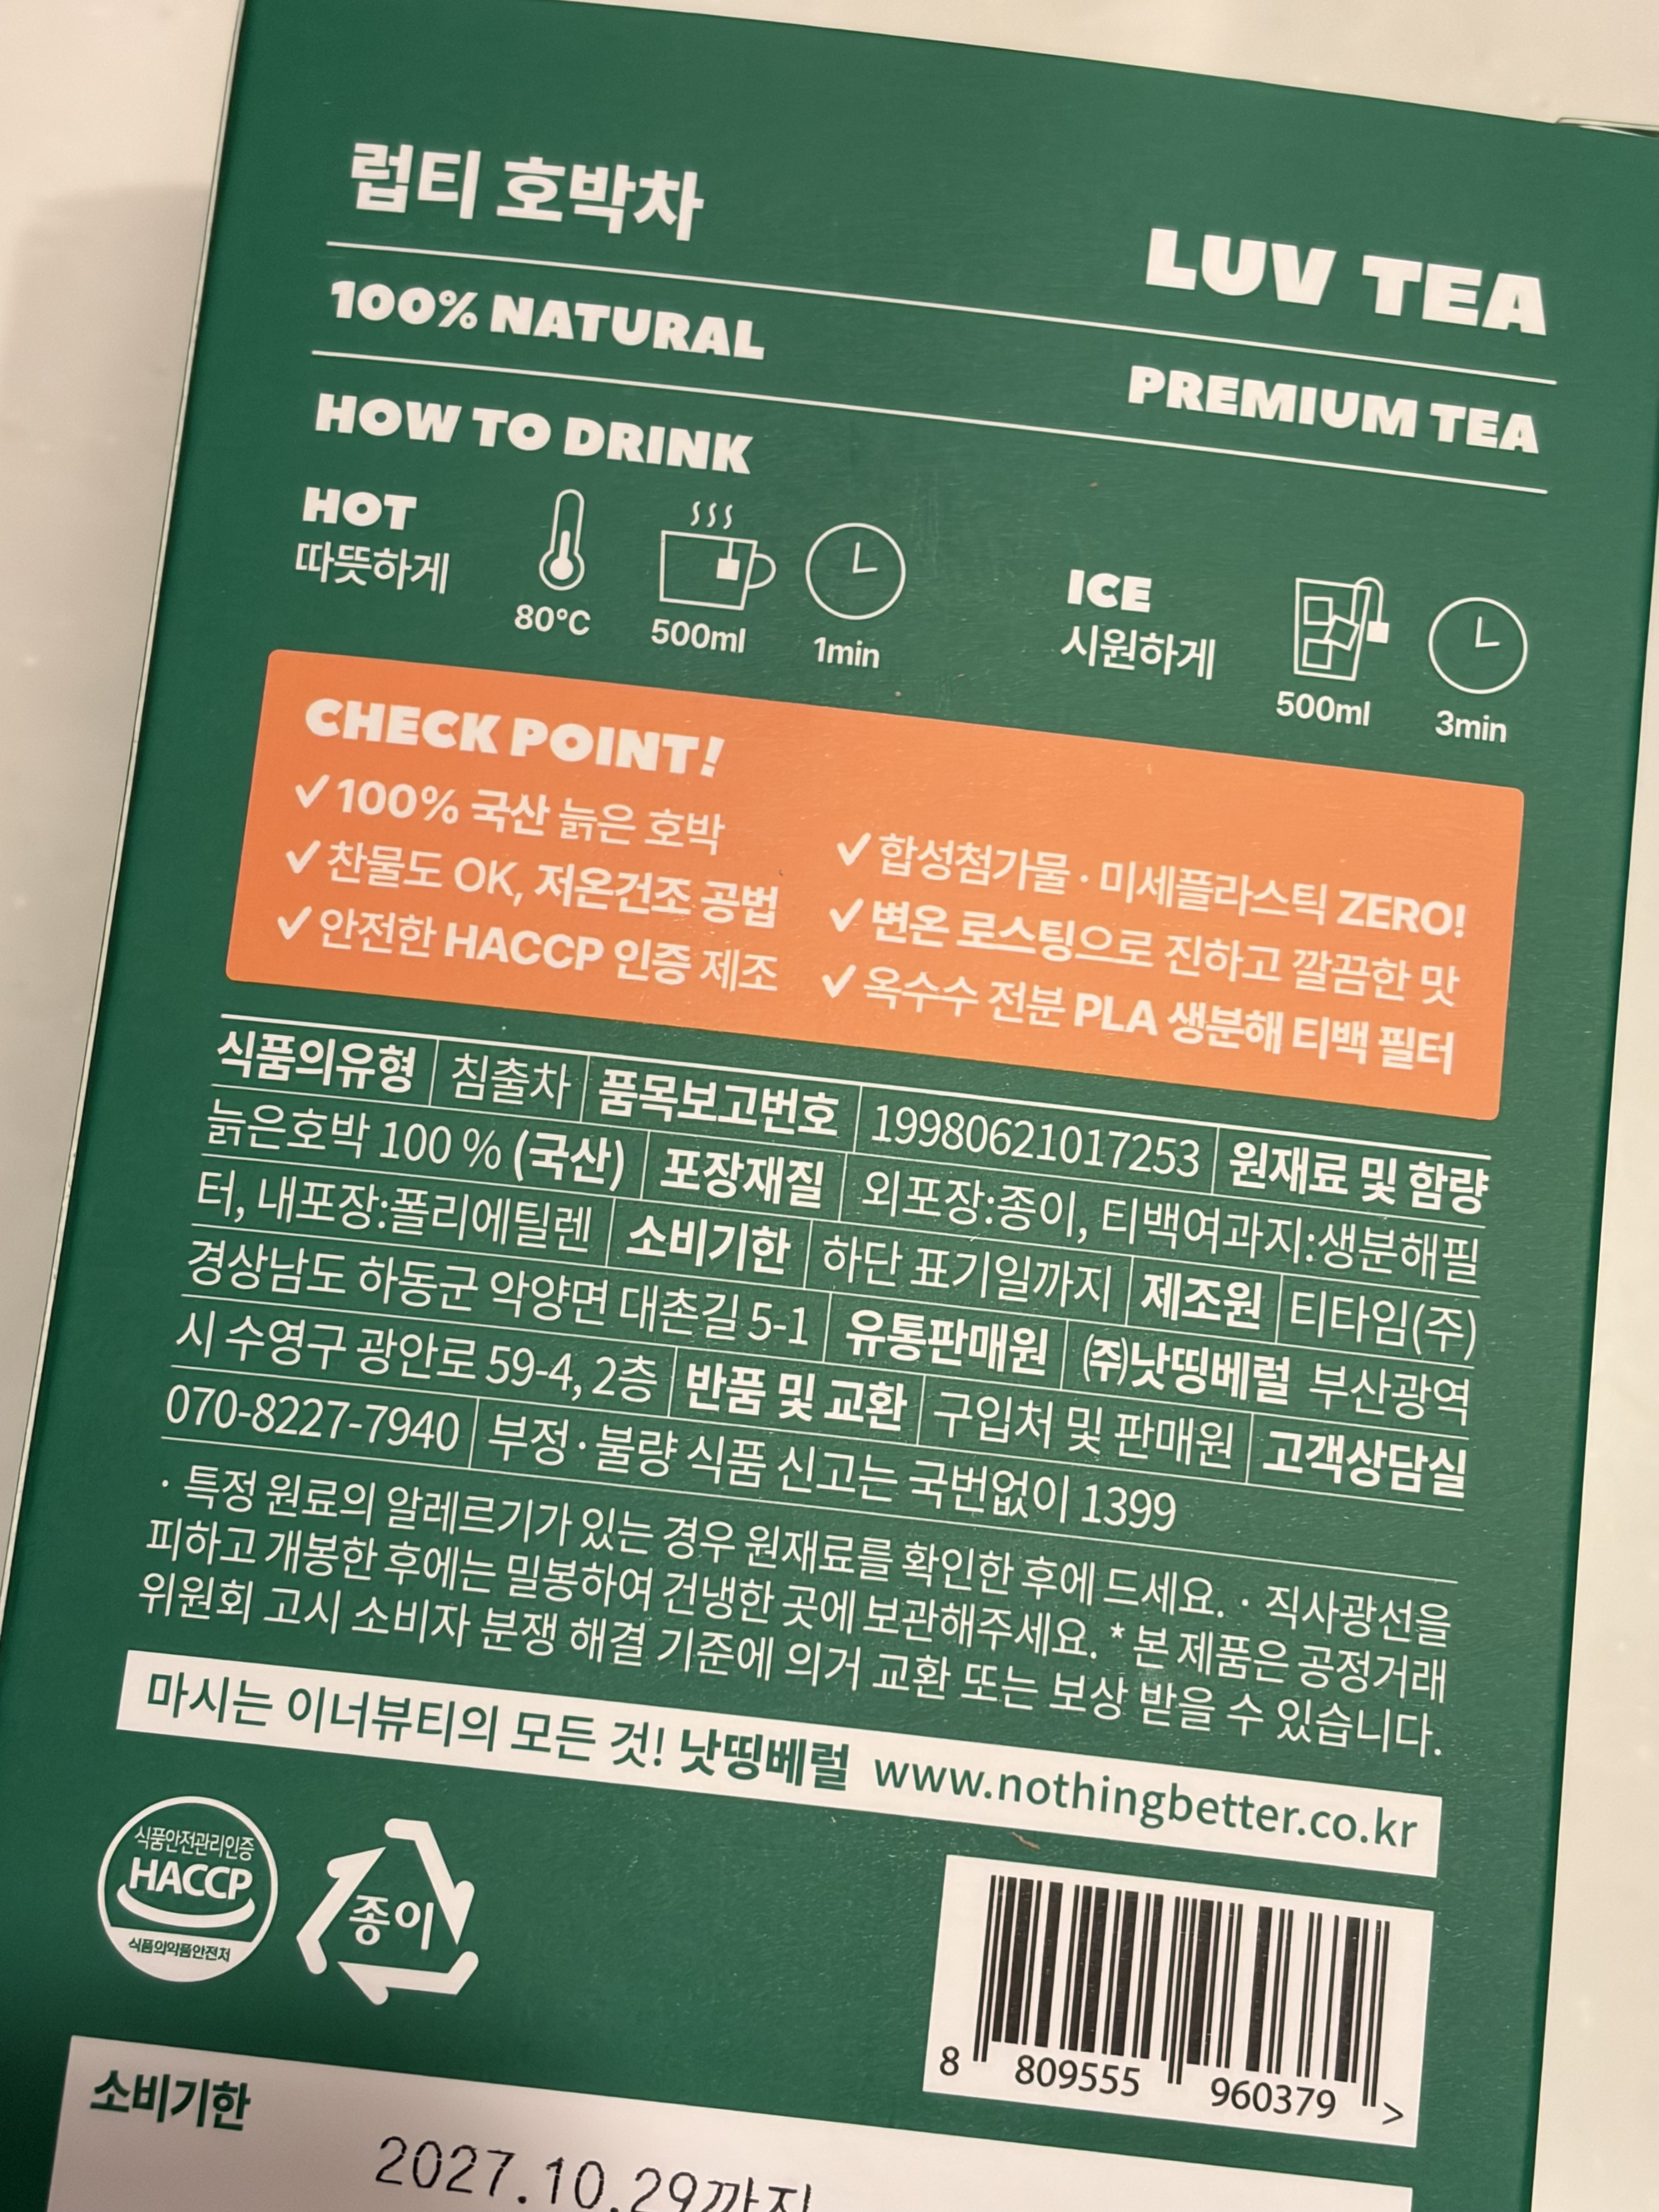 럽티 호박차
LUV TEA
100% NATURAL
PREMIUM TEA
HOW TO DRINK
HOT
따뜻하게
80°C
500ml
1min
ICE
시원하게
500ml
3min
CHECK POINT!
✓100% 국산 늙은 호박
✓찬물도 OK, 저온건조 공법
✓안전한 HACCP 인증 제조
✓합성첨가물·미세플라스틱 ZERO!
✓변온 로스팅으로 진하고 깔끔한 맛
✓옥수수 전분 PLA 생분해 티백 필터
식품의유형 침출차 품목보고번호 19980621017253 원재료 및 함량
늙은호박 100 % (국산) 포장재질 외포장:종이, 티백여과지:생분해필
터, 내포장:폴리에틸렌 소비기한 하단 표기일까지 제조원 티타임(주)
경상남도 하동군 악양면 대촌길 5-1 유통판매원 ㈜낫띵베럴 부산광역
시 수영구 광안로 59-4, 2층 반품 및 교환 구입처 및 판매원 고객상담실
070-8227-7940 부정·불량 식품 신고는 국번없이 1399
· 특정 원료의 알레르기가 있는 경우 원재료를 확인한 후에 드세요. · 직사광선을
피하고 개봉한 후에는 밀봉하여 건냉한 곳에 보관해주세요. * 본 제품은 공정거래
위원회 고시 소비자 분쟁 해결 기준에 의거 교환 또는 보상 받을 수 있습니다.
마시는 이너뷰티의 모든 것! 낫띵베럴 www.nothingbetter.co.kr
식품안전관리인증
HACCP
식품의약품안전처
종이
8 809555 960379 >
소비기한
2027.10.29까지